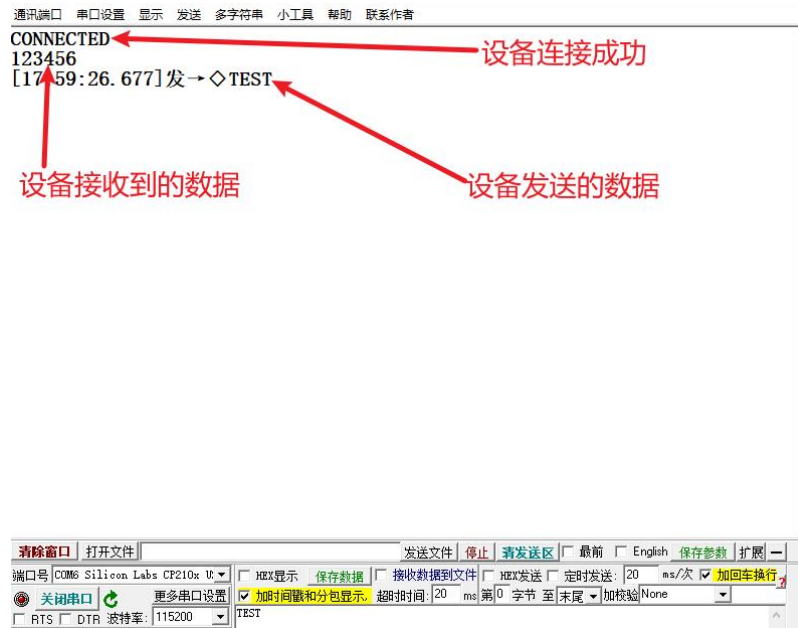 通讯端口 串口设置 显示 发送 多字符串 小工具 帮助 联系作者
CONNECTED
设备连接成功
123456
[17:59:26.677]发→◇TEST
设备接收到的数据
设备发送的数据
清除窗口 打开文件 发送文件 停止 清发送区 最前 English 保存参数 扩展 —
端口号 COM6 Silicon Labs CP210x U HEX显示 保存数据 接收数据到文件 HEX发送 定时发送: 20 ms/次 加回车换行
关闭串口 更多串口设置 加时间戳和分包显示, 超时时间: 20 ms 第0 字节 至 末尾 加校验 None
RTS DTR 波特率: 115200 TEST